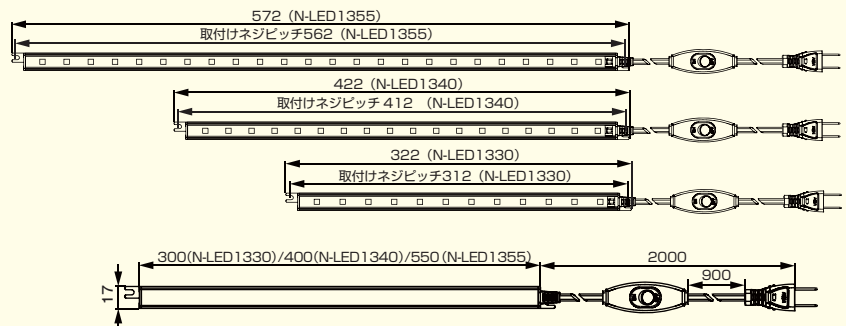 572（N-LED1355）
取付けネジピッチ562（N-LED1355）
422（N-LED1340）
取付けネジピッチ 412　（N-LED1340）
322（N-LED1330）
取付けネジピッチ312（N-LED1330）
300(N-LED1330)/400(N-LED1340)/550(N-LED1355)
2000
900
17